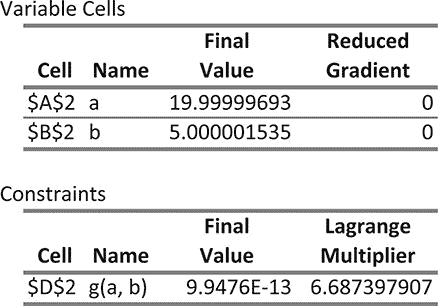 Variable Cells
Final Reduced
Cell Name Value Gradient
$A$2 a 19.99999693 0
$B$2 b 5.000001535 0
Constraints
Final Lagrange
Cell Name Value Multiplier
$D$2 g(a, b) 9.9476E-13 6.687397907